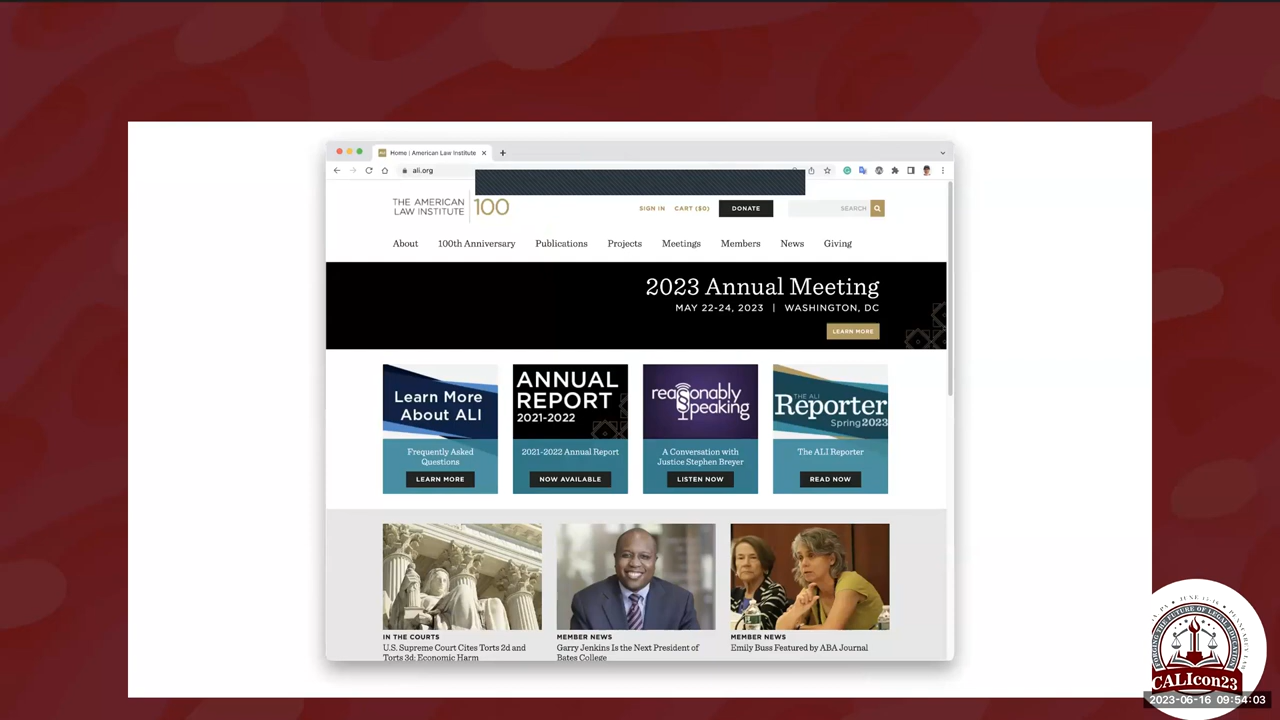 Home | American Law Institute
ali.org
THE AMERICAN
LAW INSTITUTE
100
SIGN IN CART ($0) DONATE SEARCH
About 100th Anniversary Publications Projects Meetings Members News Giving
2023 Annual Meeting
MAY 22-24, 2023 | WASHINGTON, DC
LEARN MORE
Learn More
About ALI
Frequently Asked
Questions
LEARN MORE
ANNUAL
REPORT
2021-2022
2021-2022 Annual Report
NOW AVAILABLE
reasonably
speaking
A Conversation with
Justice Stephen Breyer
LISTEN NOW
THE ALI
Reporter
Spring2023
The ALI Reporter
READ NOW
IN THE COURTS
U.S. Supreme Court Cites Torts 2d and
Torts 3d: Economic Harm
MEMBER NEWS
Garry Jenkins Is the Next President of
Bates College
MEMBER NEWS
Emily Buss Featured by ABA Journal
CALIcon23
2023-06-16 09:54:03